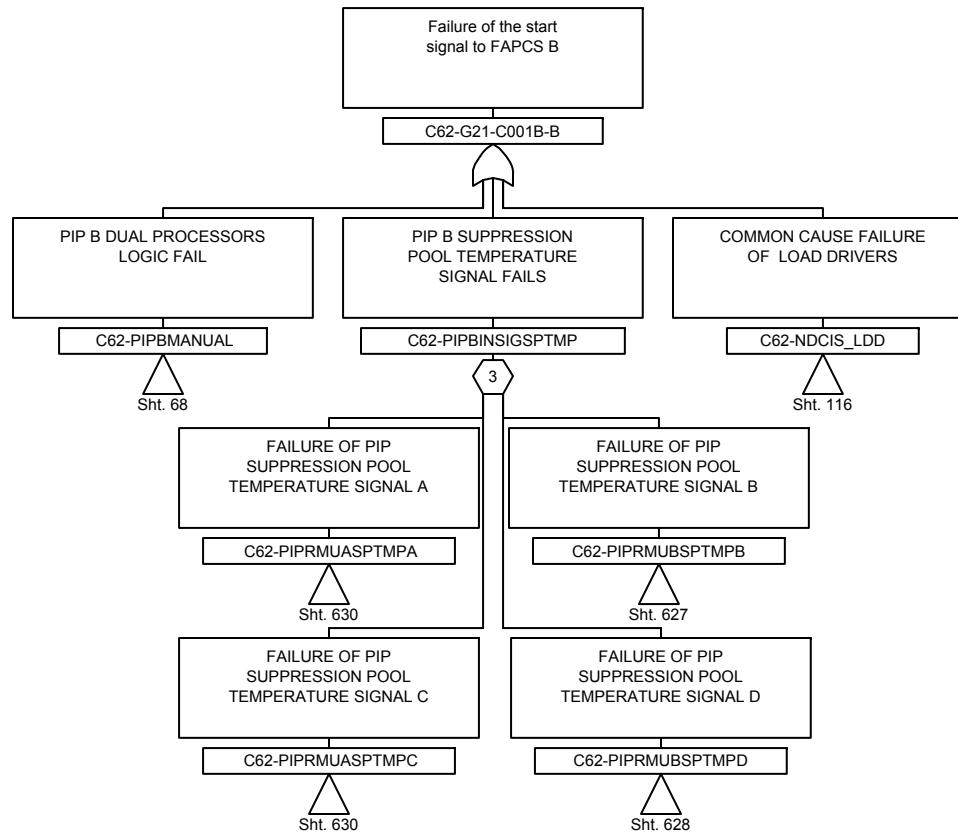 Failure of the start
signal to FAPCS B
C62-G21-C001B-B
PIP B DUAL PROCESSORS
LOGIC FAIL
C62-PIPBMANUAL
Sht. 68
PIP B SUPPRESSION
POOL TEMPERATURE
SIGNAL FAILS
C62-PIPBINSIGSPTMP
3
COMMON CAUSE FAILURE
OF LOAD DRIVERS
C62-NDCIS_LDD
Sht. 116
FAILURE OF PIP
SUPPRESSION POOL
TEMPERATURE SIGNAL A
C62-PIPRMUASPTMPA
Sht. 630
FAILURE OF PIP
SUPPRESSION POOL
TEMPERATURE SIGNAL B
C62-PIPRMUBSPTMPB
Sht. 627
FAILURE OF PIP
SUPPRESSION POOL
TEMPERATURE SIGNAL C
C62-PIPRMUASPTMPC
Sht. 630
FAILURE OF PIP
SUPPRESSION POOL
TEMPERATURE SIGNAL D
C62-PIPRMUBSPTMPD
Sht. 628